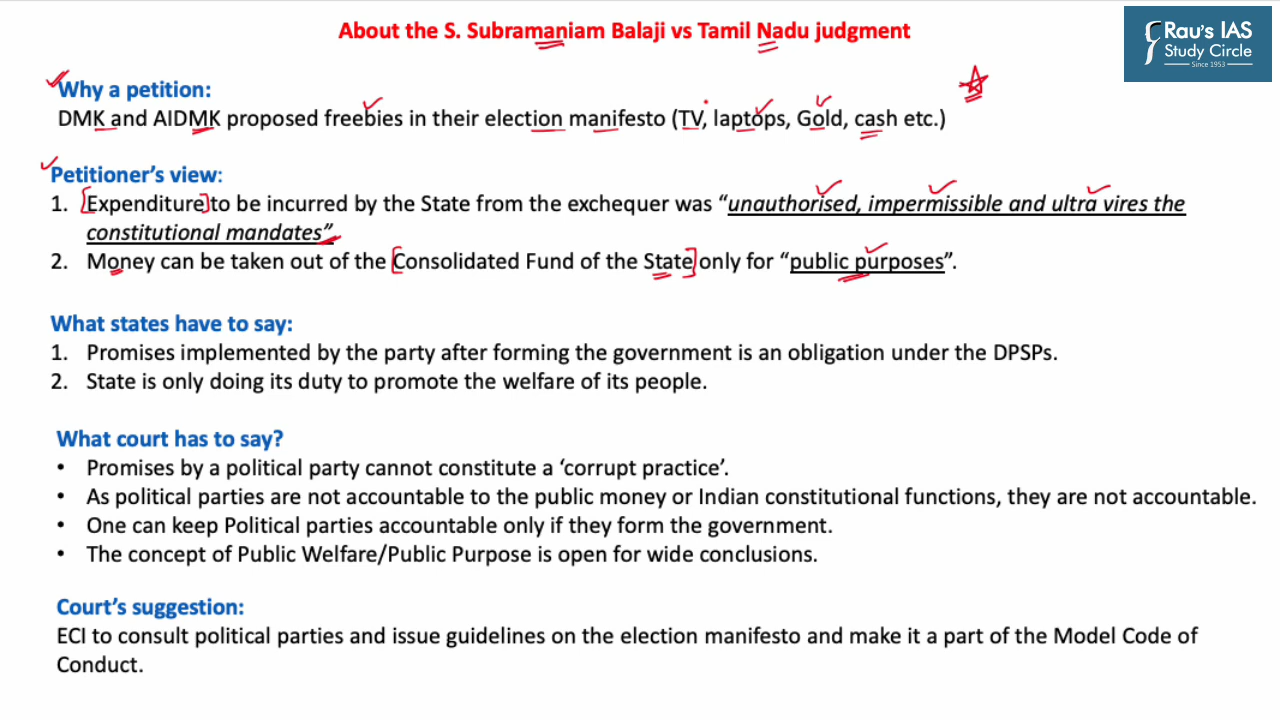 About the S. Subramaniam Balaji vs Tamil Nadu judgment
Rau's IAS
Study Circle
Since 1953
Why a petition:
DMK and AIDMK proposed freebies in their election manifesto (TV, laptops, Gold, cash etc.)
Petitioner's view:
1. Expenditure to be incurred by the State from the exchequer was “unauthorised, impermissible and ultra vires the
constitutional mandates”
2. Money can be taken out of the Consolidated Fund of the State only for “public purposes”.
What states have to say:
1. Promises implemented by the party after forming the government is an obligation under the DPSPs.
2. State is only doing its duty to promote the welfare of its people.
What court has to say?
• Promises by a political party cannot constitute a ‘corrupt practice’.
• As political parties are not accountable to the public money or Indian constitutional functions, they are not accountable.
• One can keep Political parties accountable only if they form the government.
• The concept of Public Welfare/Public Purpose is open for wide conclusions.
Court's suggestion:
ECI to consult political parties and issue guidelines on the election manifesto and make it a part of the Model Code of
Conduct.